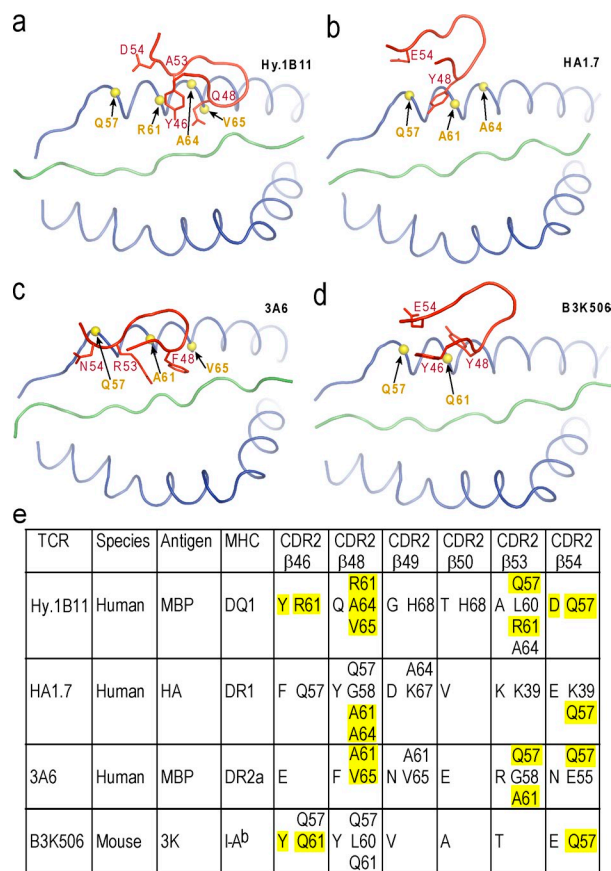 a
Hy.1B11
D54
A53
Q48
Q57
R61
Y46
A64
V65
b
HA1.7
E54
Y48
Q57
A61
A64
c
3A6
N54
R53
F48
Q57
A61
V65
d
B3K506
E54
Y46
Y48
Q57
Q61
e
TCR Species Antigen MHC CDR2 β46 CDR2 β48 CDR2 β49 CDR2 β50 CDR2 β53 CDR2 β54
Hy.1B11 Human MBP DQ1 Y R61 Q R61 A64 V65 G H68 T H68 A Q57 L60 R61 A64 D Q57
HA1.7 Human HA DR1 F Q57 Y Q57 G58 A61 A64 D A64 K67 V K K39 E K39 Q57
3A6 Human MBP DR2a E F A61 V65 N A61 V65 E R Q57 G58 A61 N Q57 E55
B3K506 Mouse 3K I-Ab Y Q57 Q61 Y Q57 L60 Q61 V A T E Q57